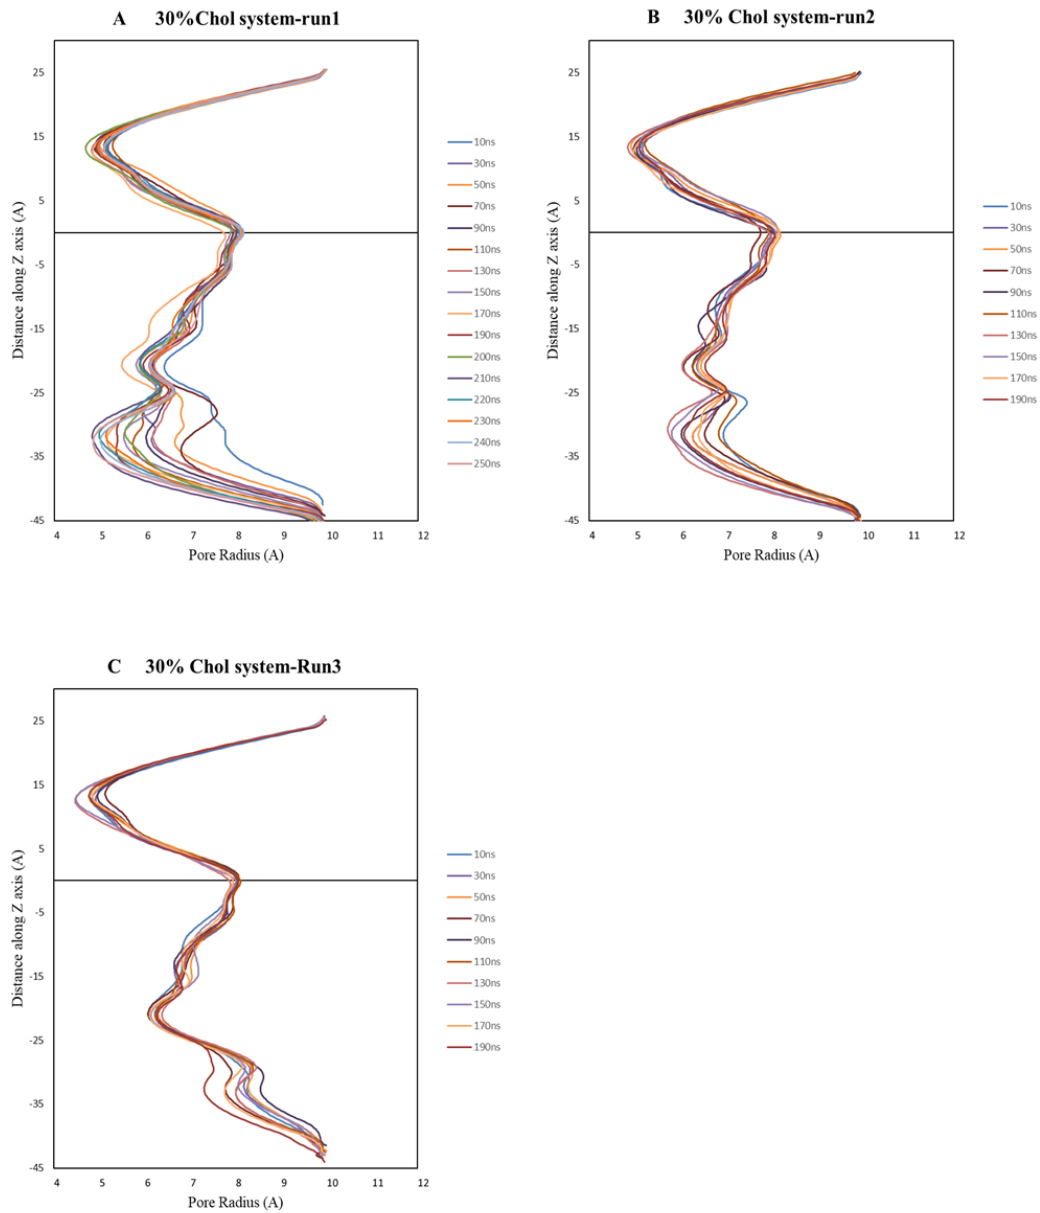 A 30%Chol system-run1
25
15
5
-5
-15
-25
-35
-45
Distance along Z axis (A)
4 5 6 7 8 9 10 11 12
Pore Radius (A)
10ns
30ns
50ns
70ns
90ns
110ns
130ns
150ns
170ns
190ns
200ns
210ns
220ns
230ns
240ns
250ns
B 30% Chol system-run2
25
15
5
-5
-15
-25
-35
-45
Distance along Z axis (A)
4 5 6 7 8 9 10 11 12
Pore Radius (A)
10ns
30ns
50ns
70ns
90ns
110ns
130ns
150ns
170ns
190ns
C 30% Chol system-Run3
25
15
5
-5
-15
-25
-35
-45
Distance along Z axis (A)
4 5 6 7 8 9 10 11 12
Pore Radius (A)
10ns
30ns
50ns
70ns
90ns
110ns
130ns
150ns
170ns
190ns